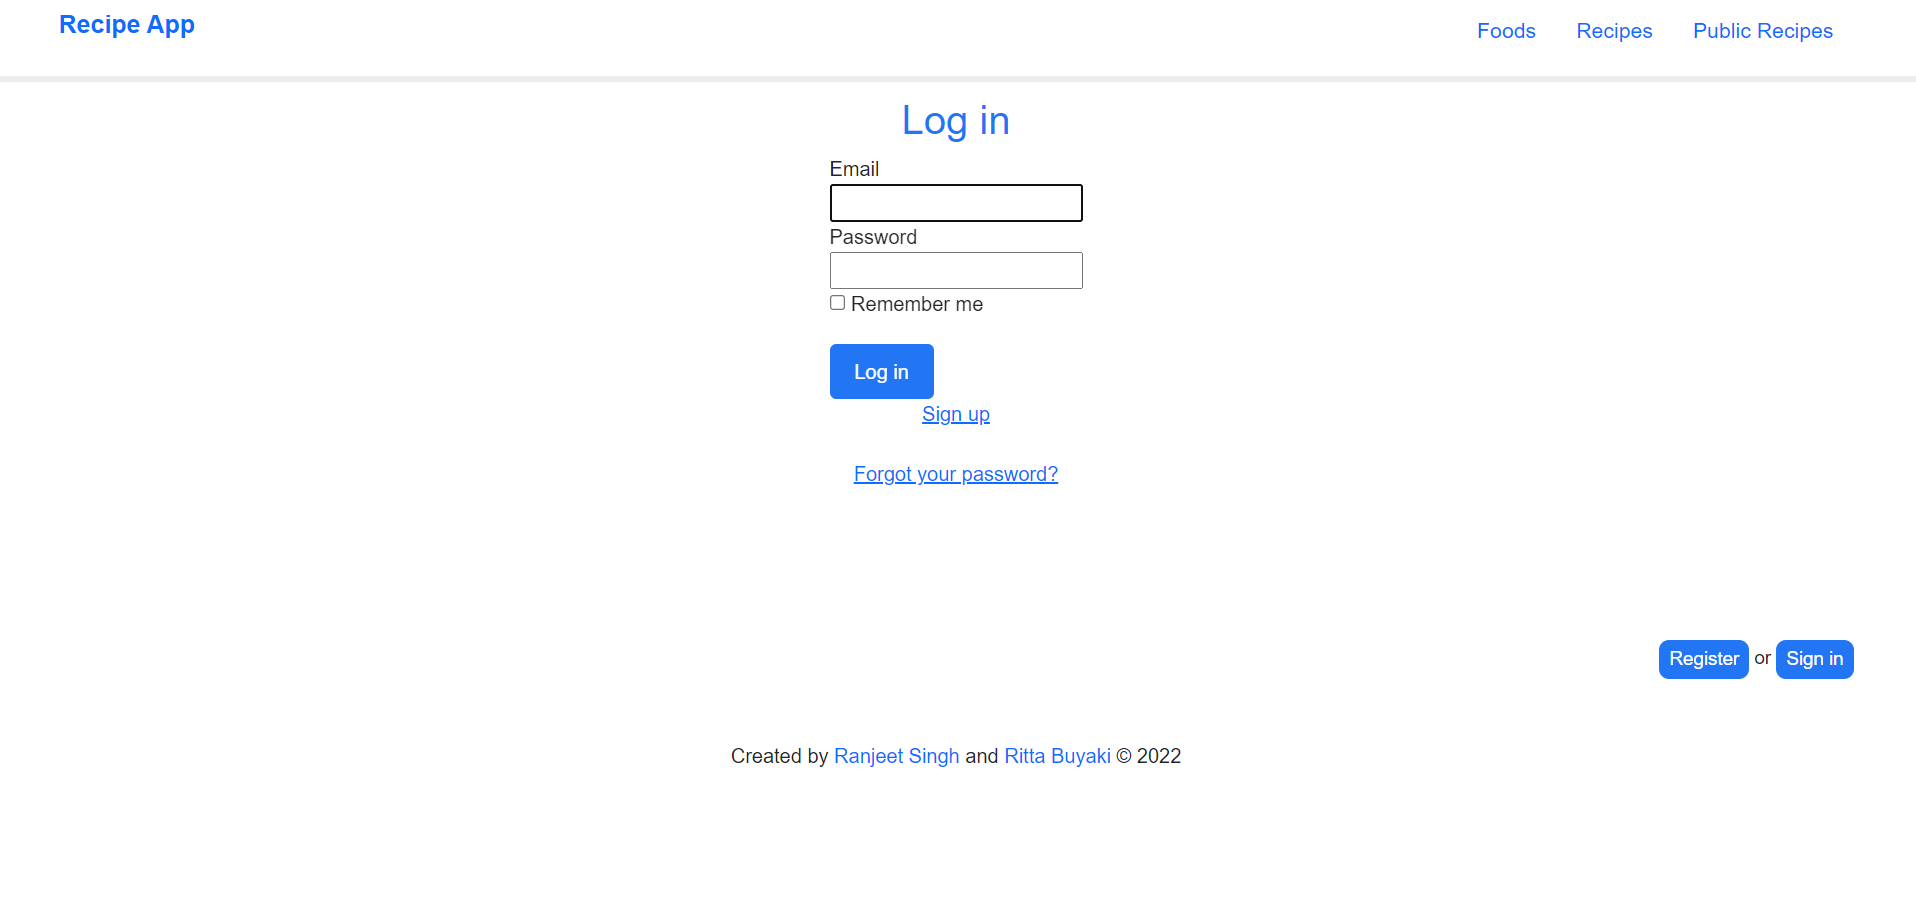 Recipe App
Foods Recipes Public Recipes
Log in
Email
Password
Remember me
Log in
Sign up
Forgot your password?
Register or Sign in
Created by Ranjeet Singh and Ritta Buyaki © 2022